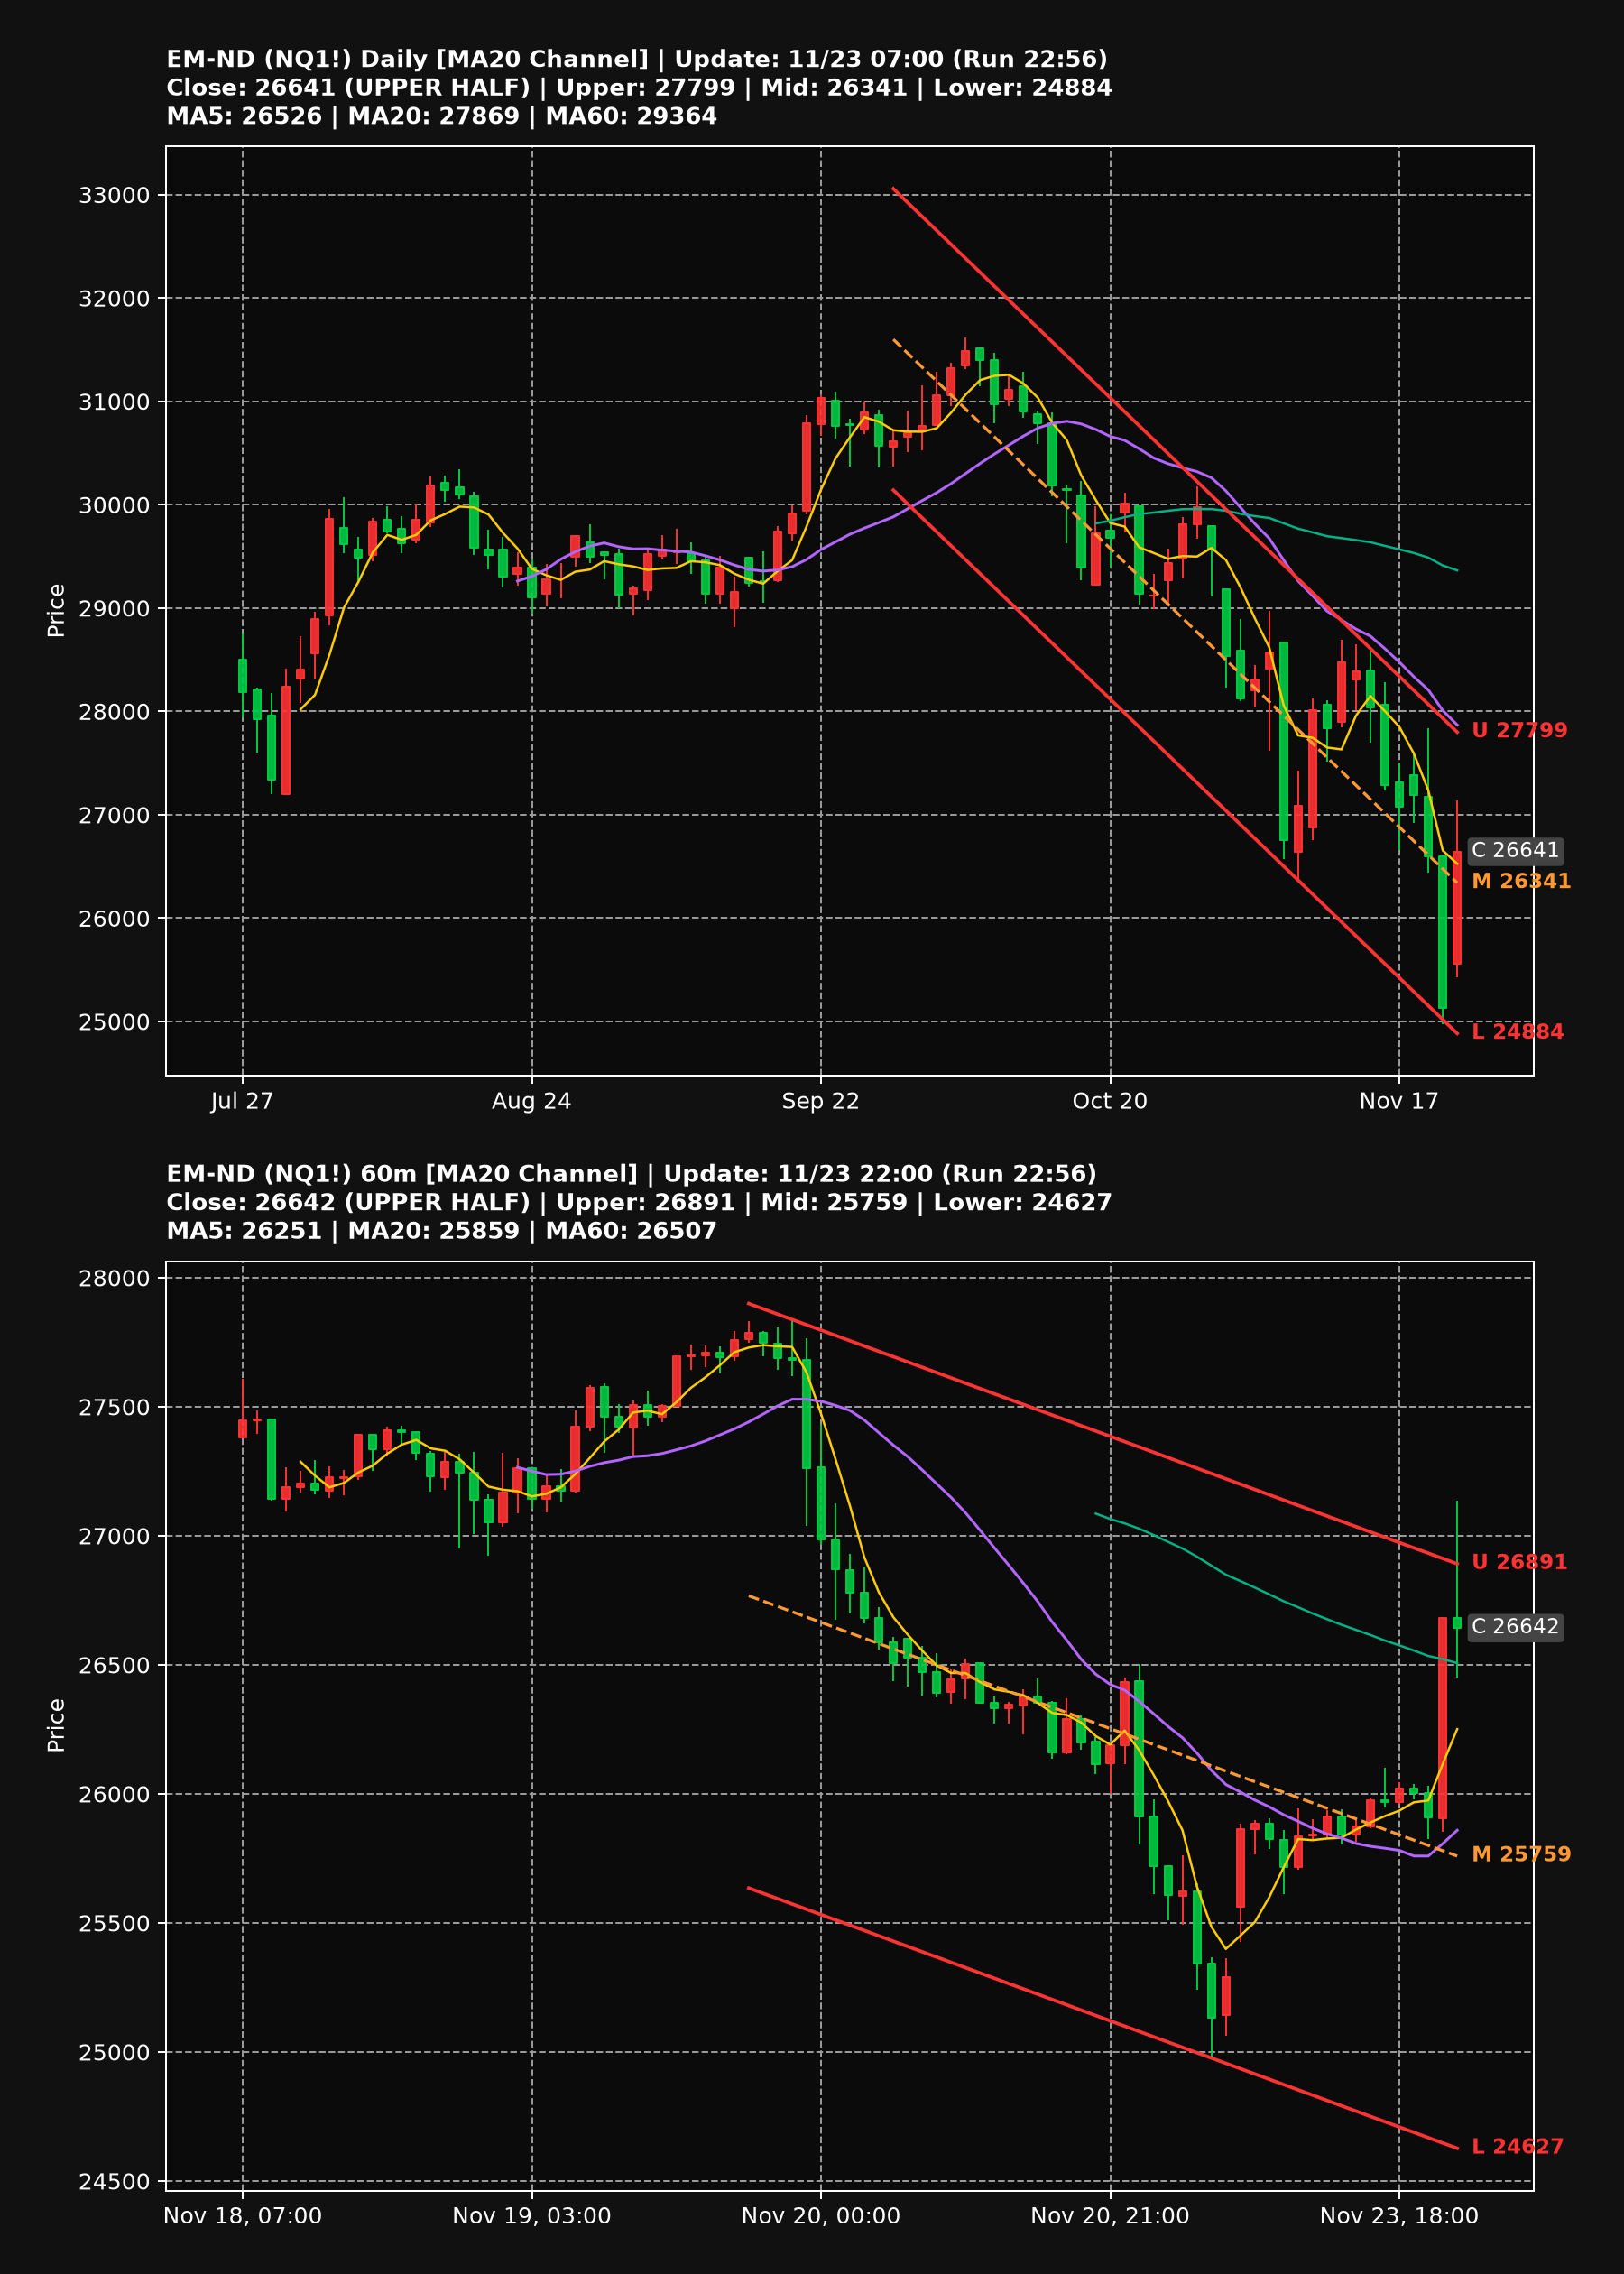 EM-ND (NQ1!) Daily [MA20 Channel] | Update: 11/23 07:00 (Run 22:56)
Close: 26641 (UPPER HALF) | Upper: 27799 | Mid: 26341 | Lower: 24884
MA5: 26526 | MA20: 27869 | MA60: 29364
33000
32000
31000
30000
29000
28000
27000
26000
25000
Price
U 27799
C 26641
M 26341
L 24884
Jul 27
Aug 24
Sep 22
Oct 20
Nov 17
EM-ND (NQ1!) 60m [MA20 Channel] | Update: 11/23 22:00 (Run 22:56)
Close: 26642 (UPPER HALF) | Upper: 26891 | Mid: 25759 | Lower: 24627
MA5: 26251 | MA20: 25859 | MA60: 26507
28000
27500
27000
26500
26000
25500
25000
24500
Price
U 26891
C 26642
M 25759
L 24627
Nov 18, 07:00
Nov 19, 03:00
Nov 20, 00:00
Nov 20, 21:00
Nov 23, 18:00